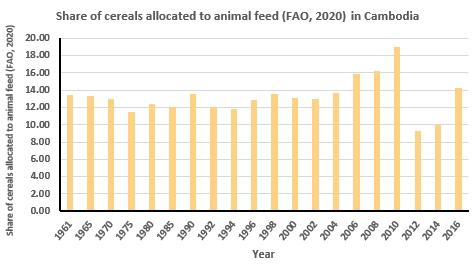 Share of cereals allocated to animal feed (FAO, 2020) in Cambodia
Share of cereals allocated to animal feed (FAO, 2020)
20.00
18.00
16.00
14.00
12.00
10.00
8.00
6.00
4.00
2.00
0.00
1961 1965 1970 1975 1980 1985 1990 1992 1994 1996 1998 2000 2002 2004 2006 2008 2010 2012 2014 2016
Year